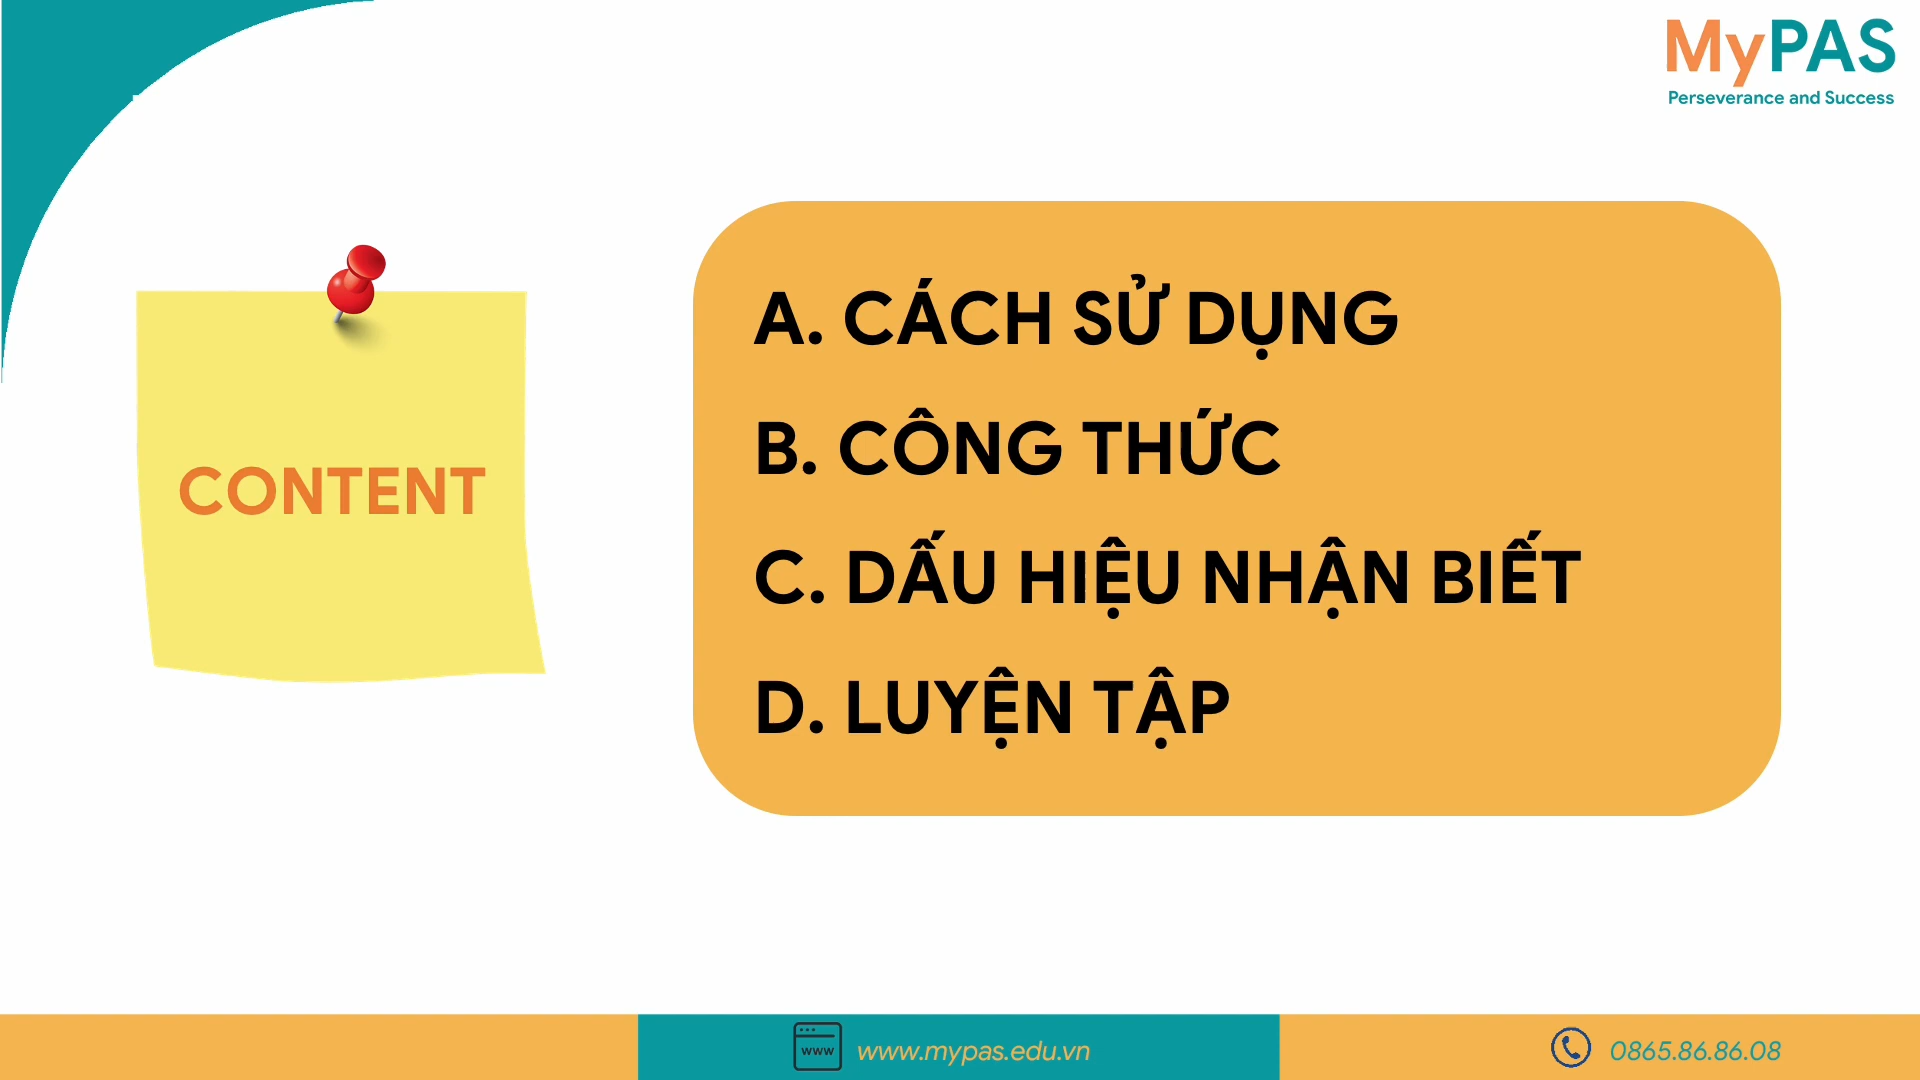 MyPAS
Perseverance and Success
CONTENT
A. CÁCH SỬ DỤNG
B. CÔNG THỨC
C. DẤU HIỆU NHẬN BIẾT
D. LUYỆN TẬP
www
www.mypas.edu.vn
0865.86.86.08